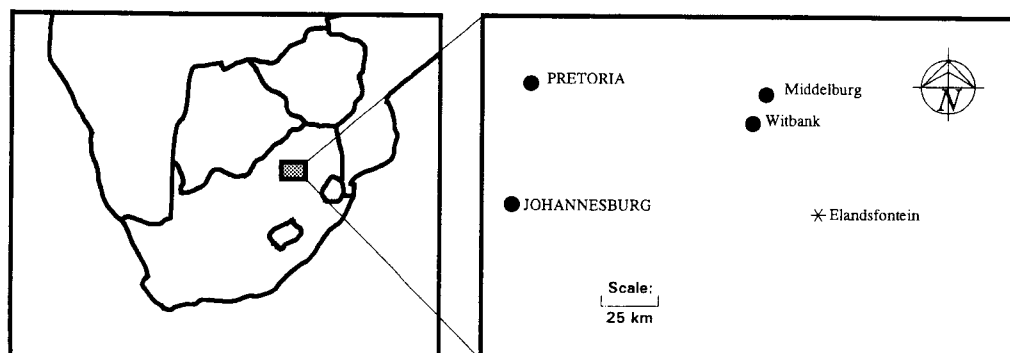 PRETORIA
Middelburg
N
Witbank
JOHANNESBURG
Elandsfontein
Scale:
25 km